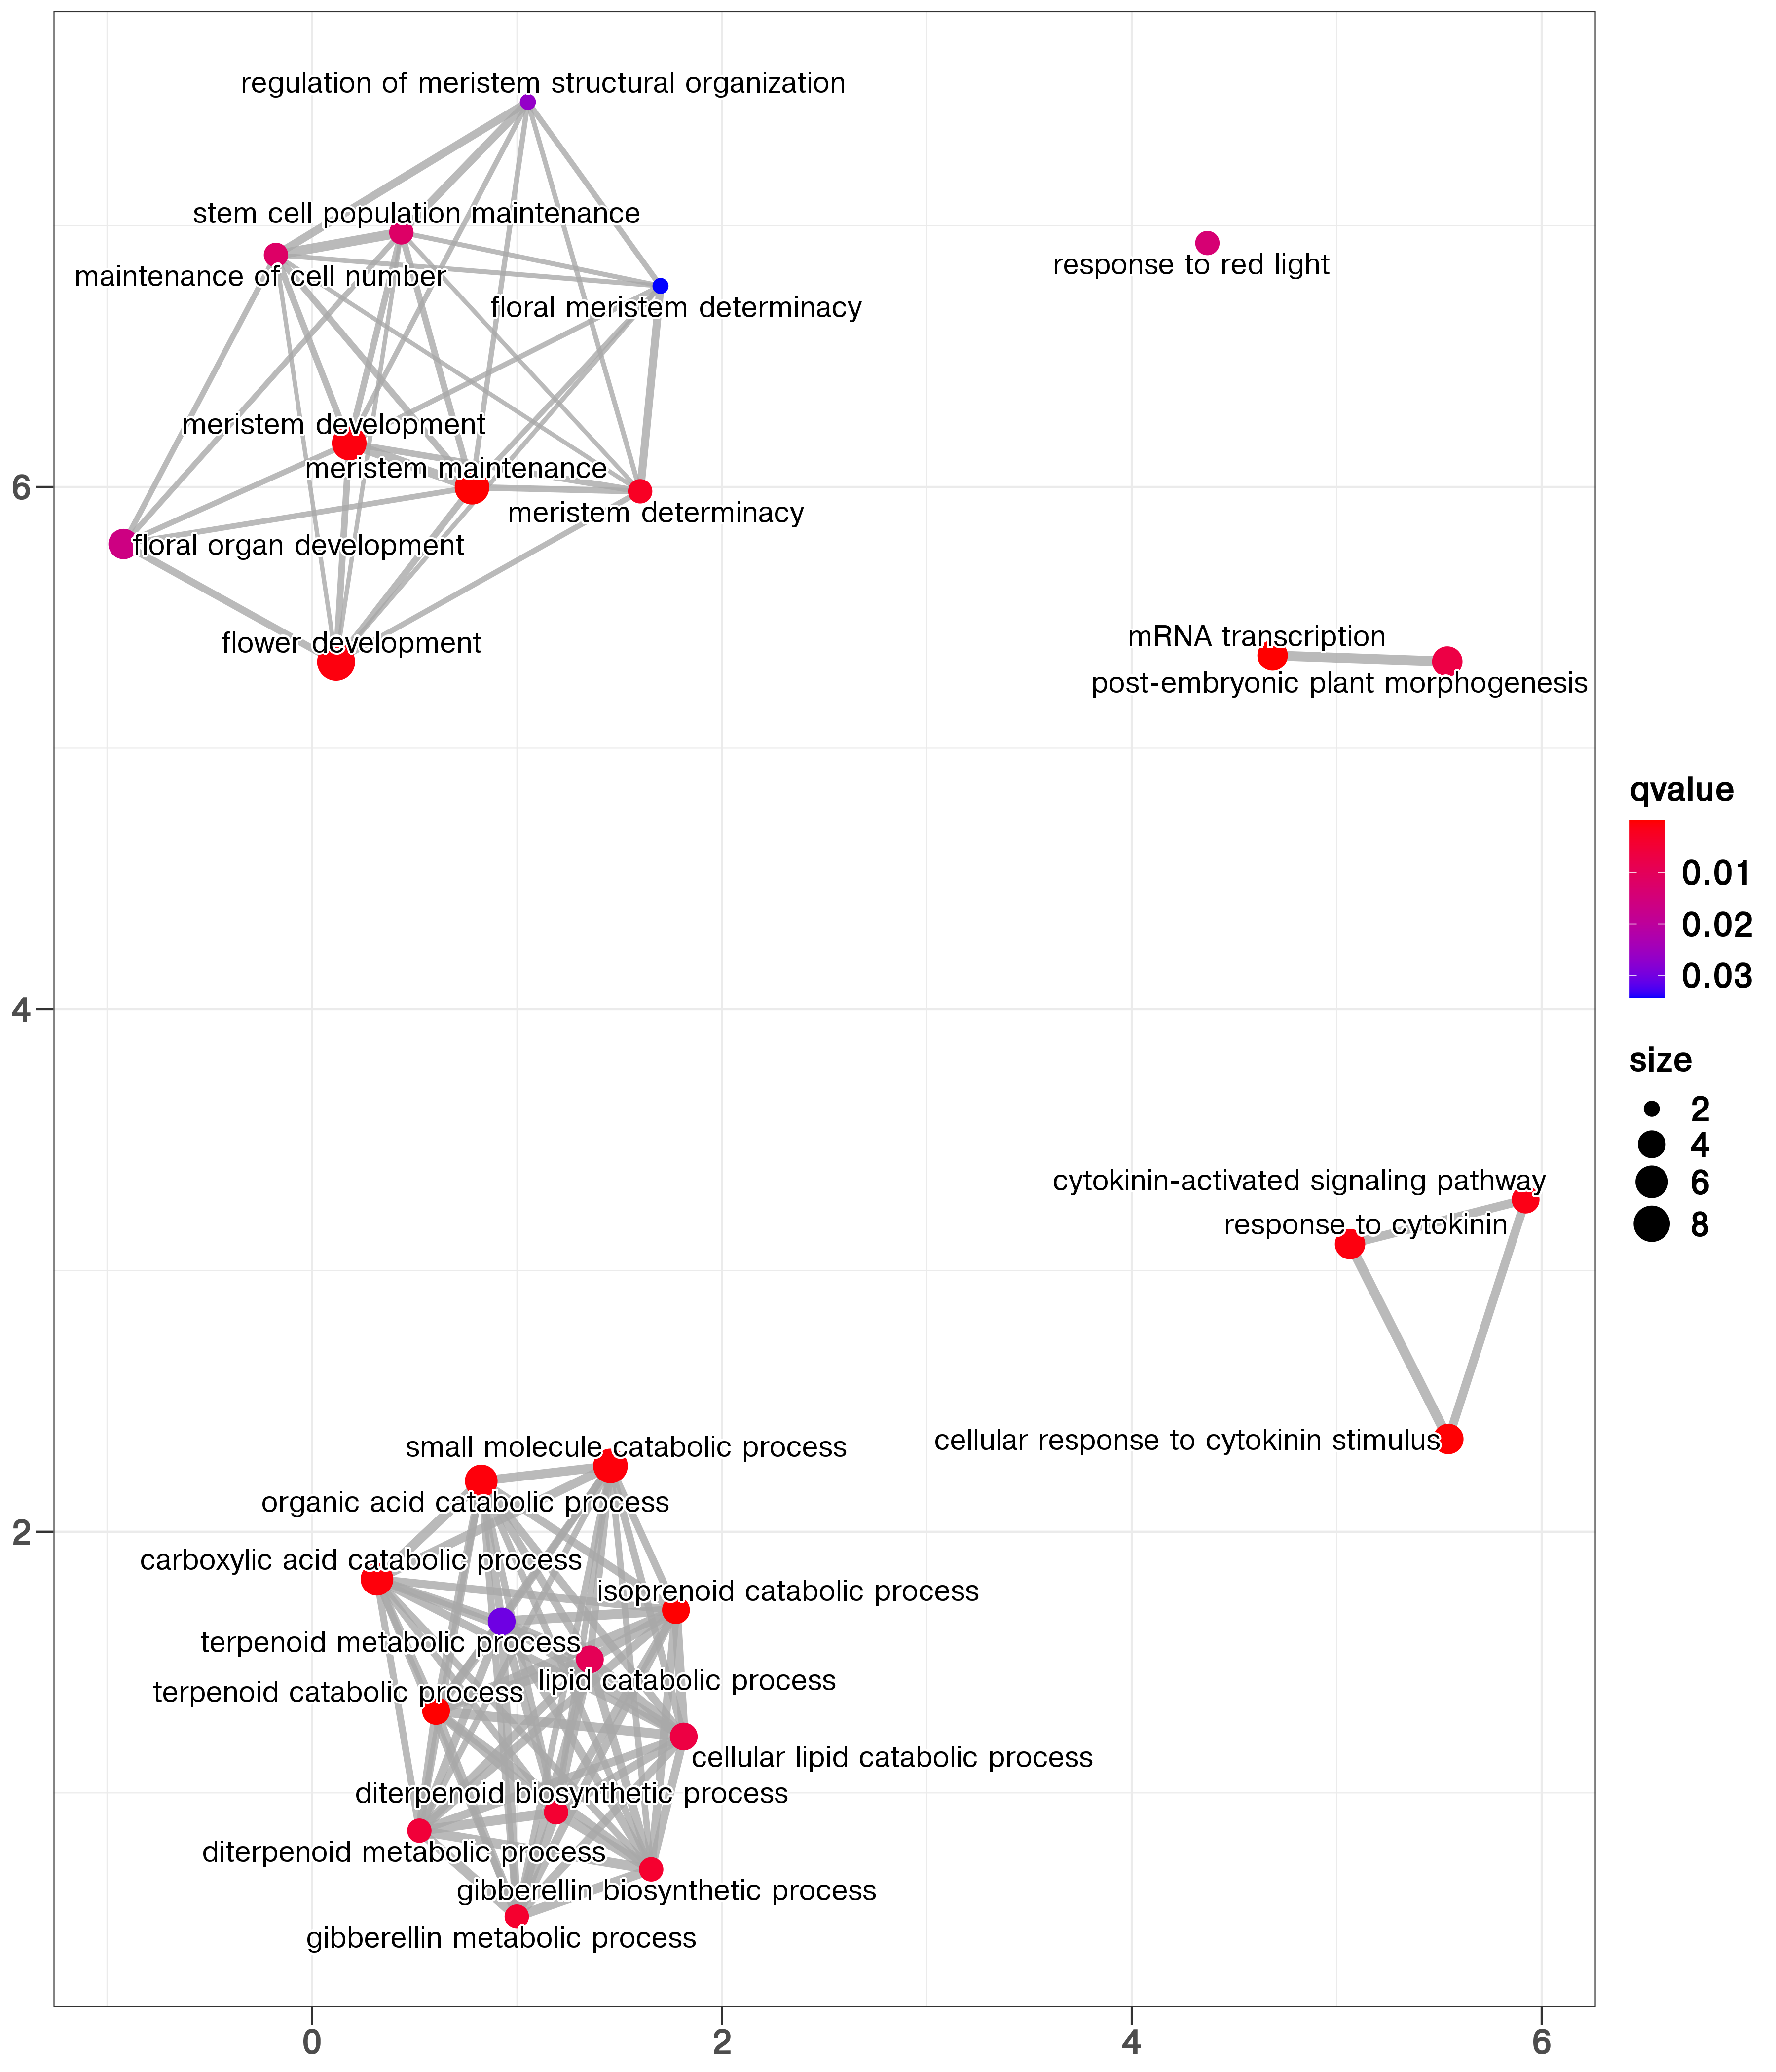 regulation of meristem structural organization
stem cell population maintenance
response to red light
maintenance of cell number
floral meristem determinacy
meristem development
meristem maintenance
6
meristem determinacy
floral organ development
mRNA transcription
flower development
post-embryonic plant morphogenesis
qvalue
0.01
0.02
0.03
4
size
2
4
6
8
cytokinin-activated signaling pathway
response to cytokinin
cellular response to cytokinin stimulus
small molecule catabolic process
organic acid catabolic process
2
carboxylic acid catabolic process
isoprenoid catabolic process
terpenoid metabolic process
lipid catabolic process
terpenoid catabolic process
cellular lipid catabolic process
diterpenoid biosynthetic process
diterpenoid metabolic process
gibberellin biosynthetic process
gibberellin metabolic process
0 2 4 6